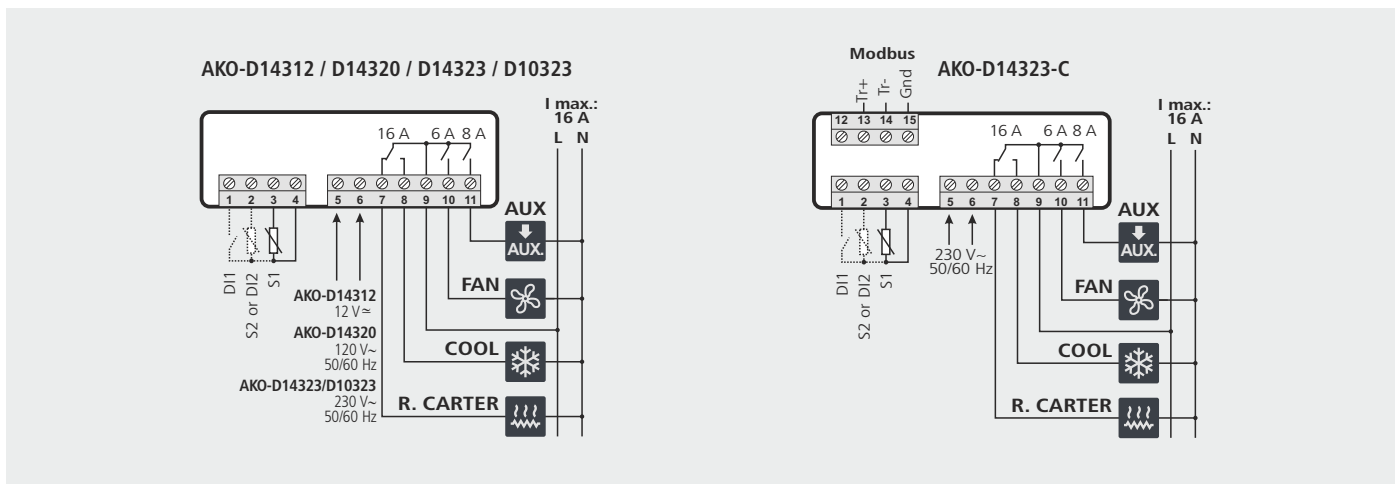 AKO-D14312 / D14320 / D14323 / D10323
I max.:
16 A
L N
16 A 6 A 8 A
1 2 3 4 5 6 7 8 9 10 11
DI1
S2 or DI2
S1
AKO-D14312
12 V≂
AKO-D14320
120 V~
50/60 Hz
AKO-D14323/D10323
230 V~
50/60 Hz
AUX
AUX.
FAN
COOL
R. CARTER
Modbus
AKO-D14323-C
Tr+
Tr-
Gnd
I max.:
16 A
L N
12 13 14 15
16 A 6 A 8 A
1 2 3 4 5 6 7 8 9 10 11
DI1
S2 or DI2
S1
230 V~
50/60 Hz
AUX
AUX.
FAN
COOL
R. CARTER